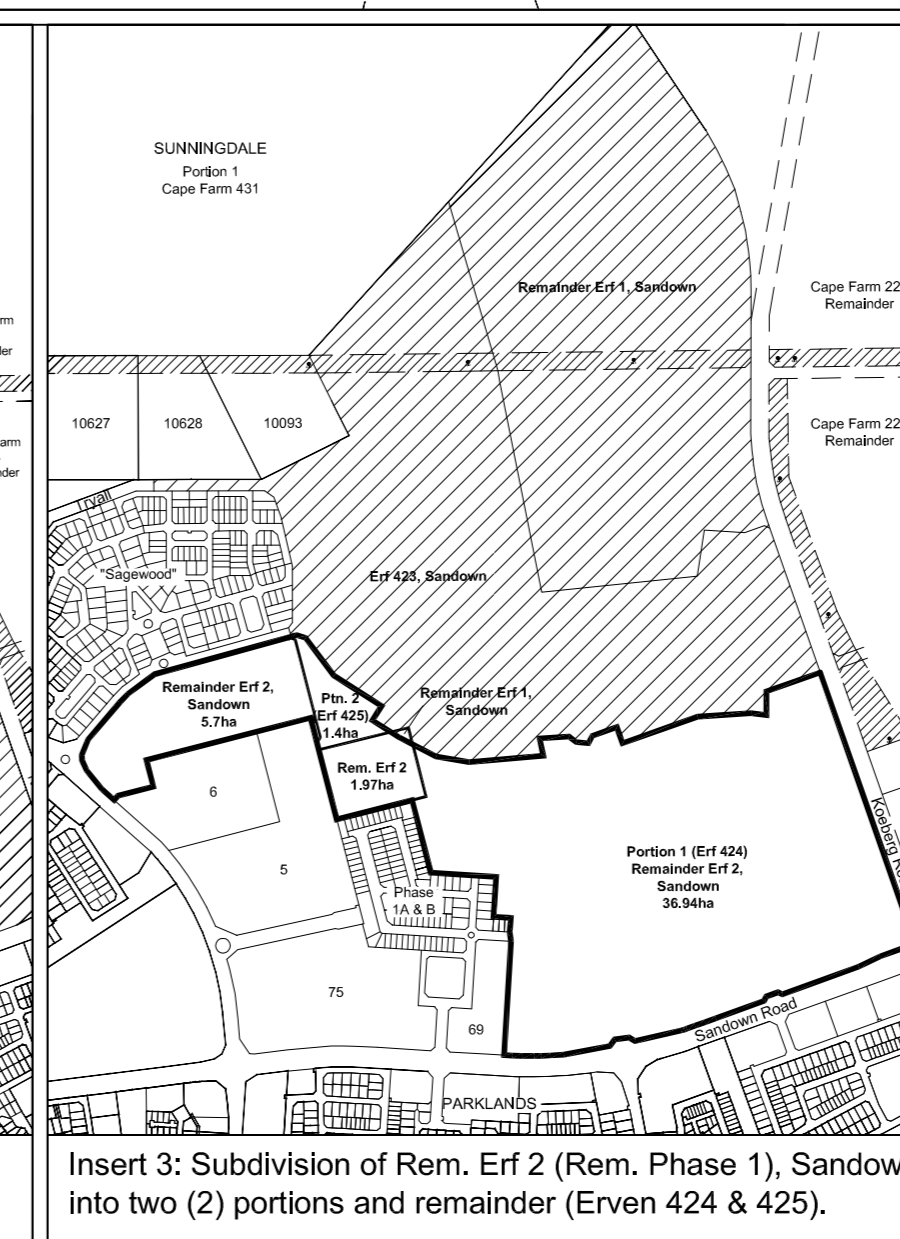 SUNNINGDALE
Portion 1
Cape Farm 431
Remainder Erf 1, Sandown
Cape Farm 22
Remainder
10627
10628
10093
Cape Farm 22
Remainder
Tryall
"Sagewood"
Erf 423, Sandown
Remainder Erf 2,
Sandown
5.7ha
Ptn. 2
(Erf 425)
1.4ha
Remainder Erf 1,
Sandown
Rem. Erf 2
1.97ha
6
5
Phase
1A & B
Portion 1 (Erf 424)
Remainder Erf 2,
Sandown
36.94ha
Koeberg
75
69
Sandown Road
PARKLANDS
Insert 3: Subdivision of Rem. Erf 2 (Rem. Phase 1), Sandow
into two (2) portions and remainder (Erven 424 & 425).